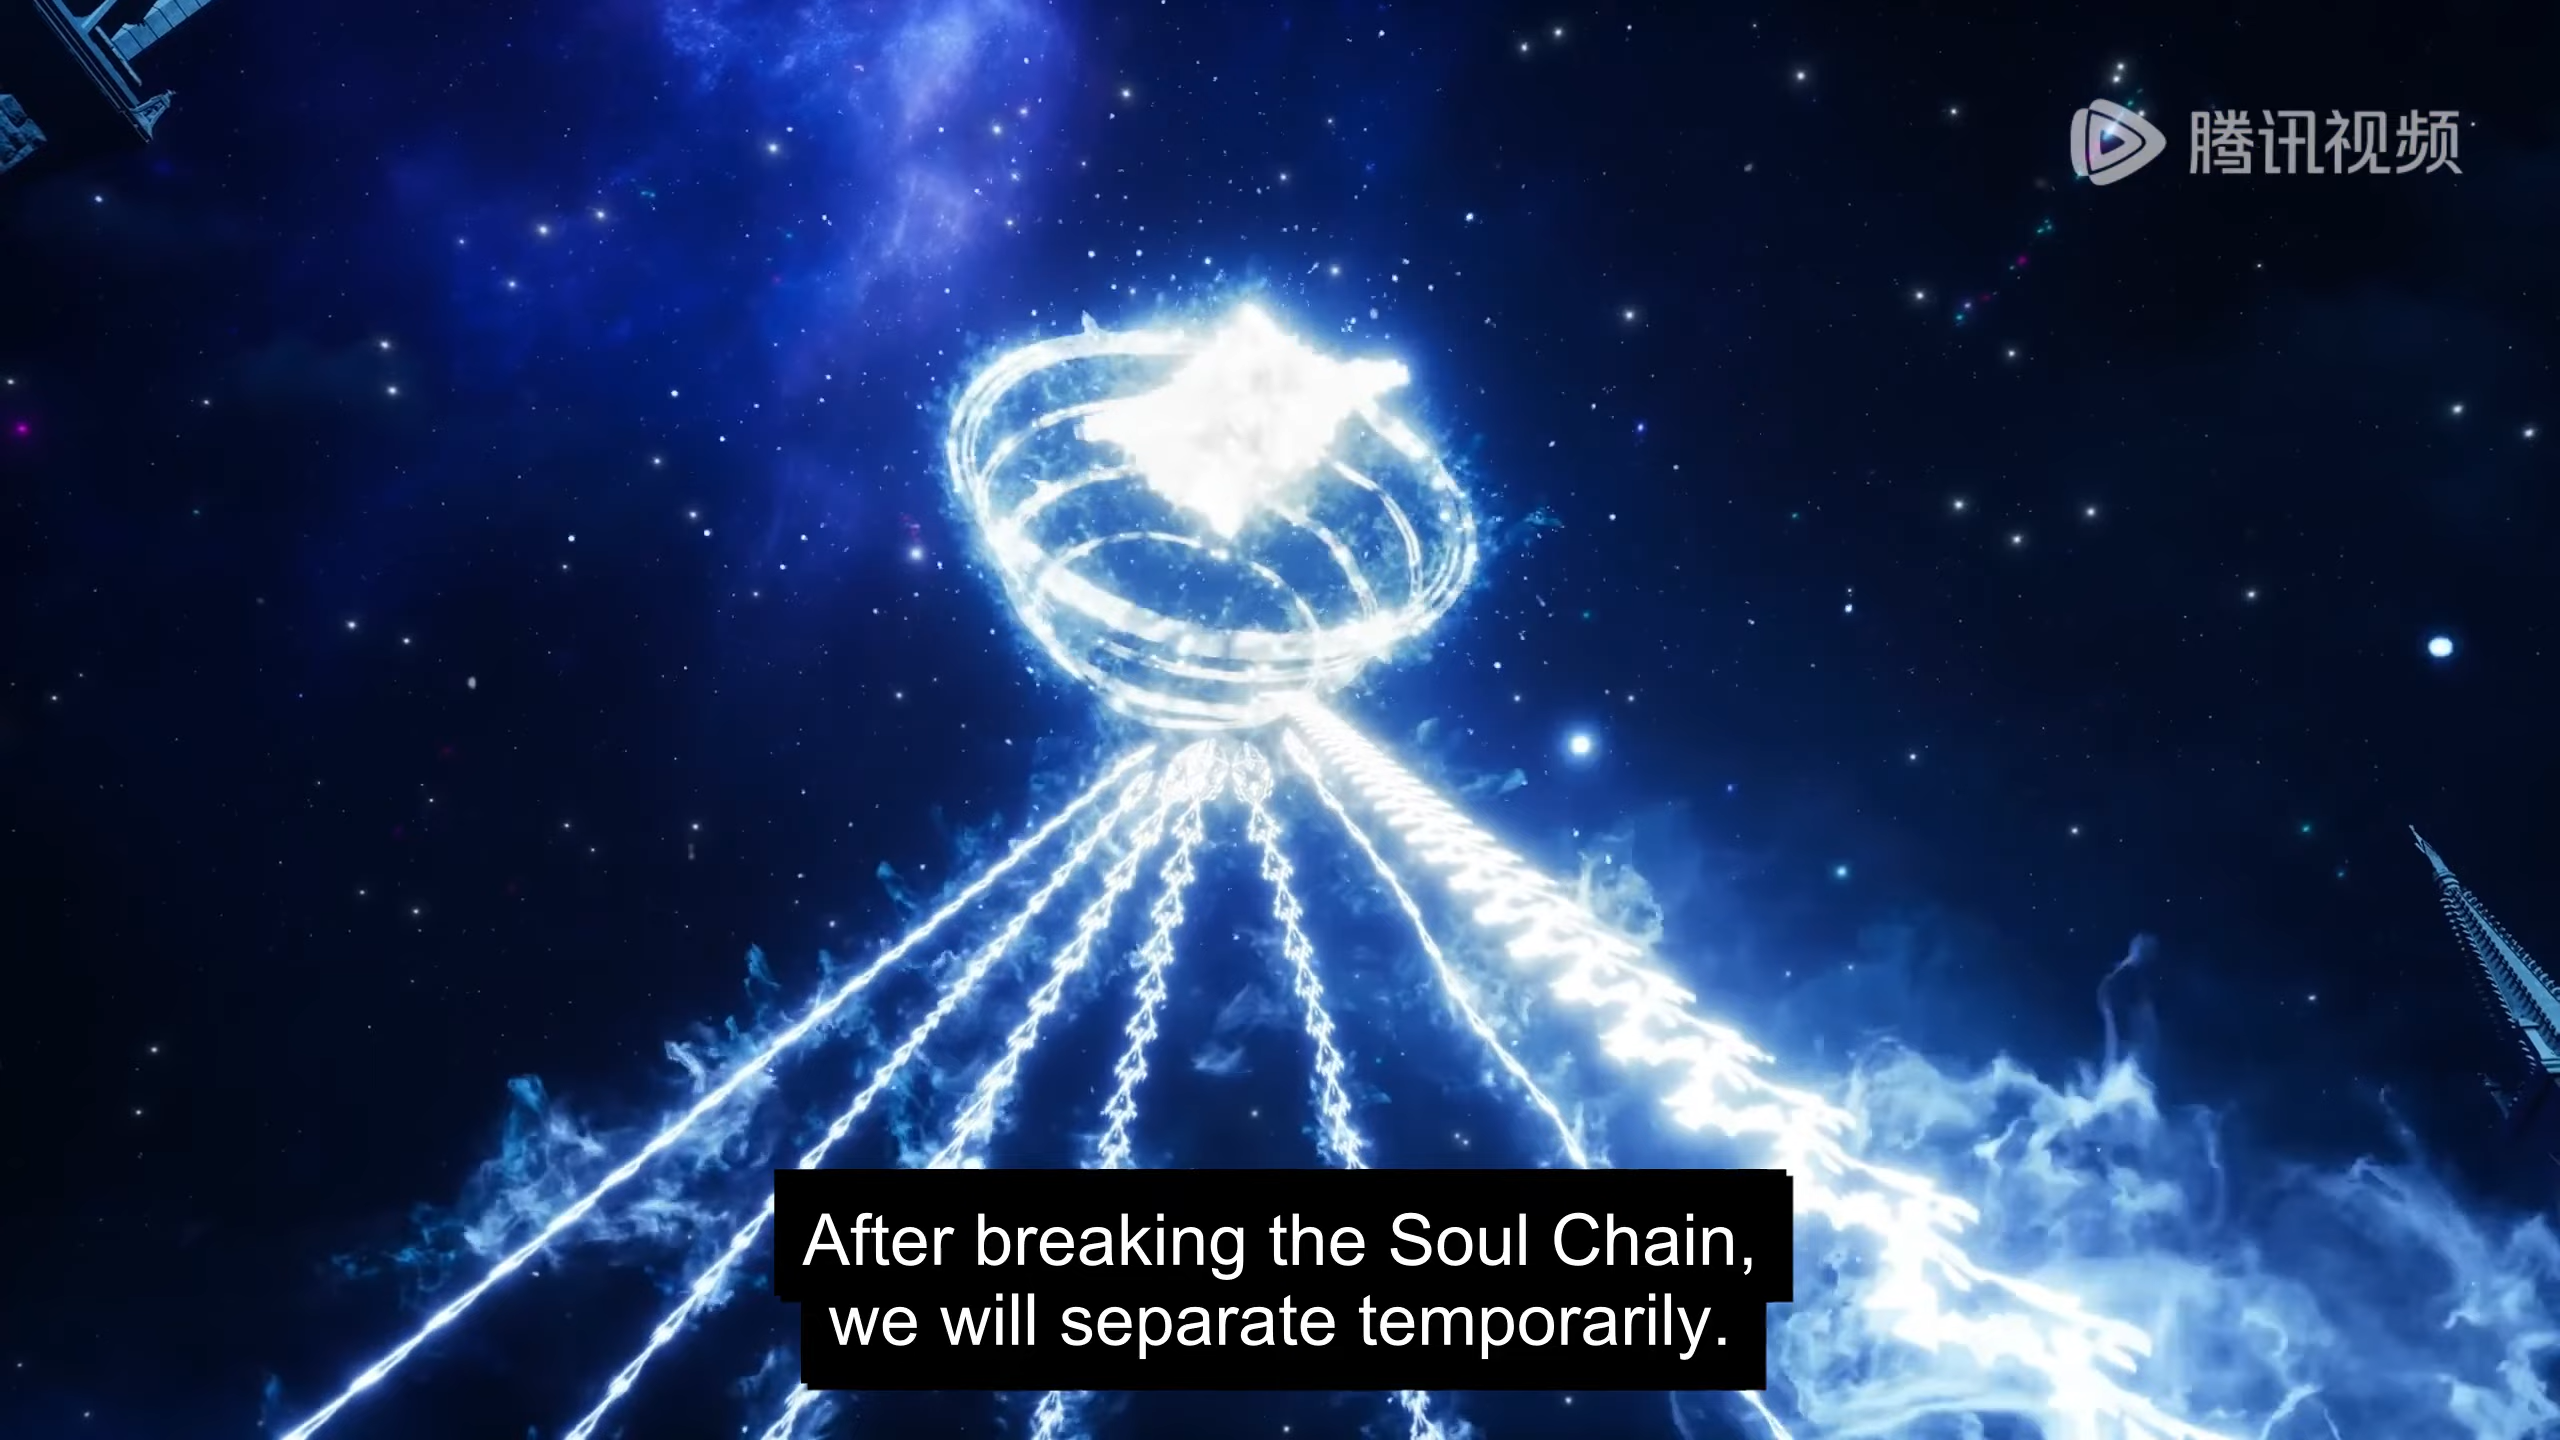 腾讯视频
After breaking the Soul Chain,
we will separate temporarily.